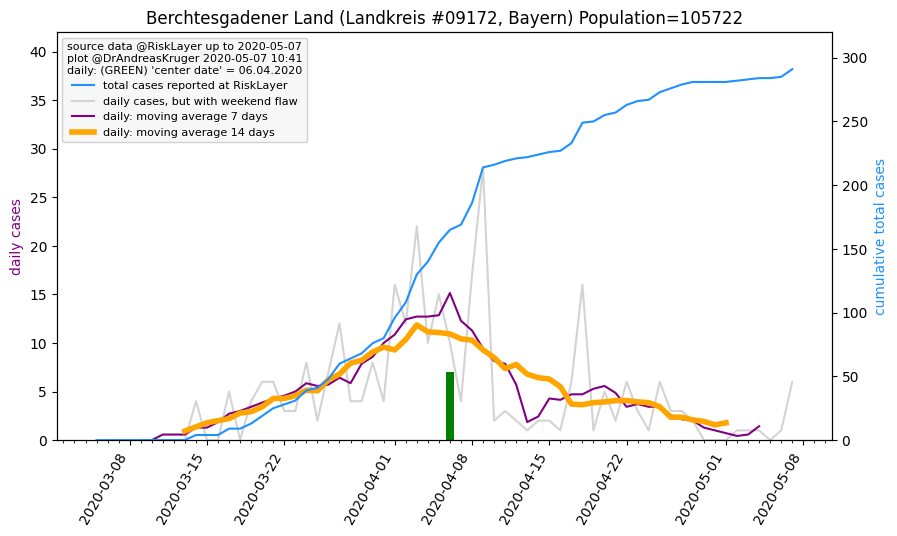 Berchtesgadener Land (Landkreis #09172, Bayern) Population=105722
source data @RiskLayer up to 2020-05-07
plot @DrAndreasKruger 2020-05-07 10:41
daily: (GREEN) 'center date' = 06.04.2020
total cases reported at RiskLayer
daily cases, but with weekend flaw
daily: moving average 7 days
daily: moving average 14 days
daily cases
40
35
30
25
20
15
10
5
0
300
250
200
150
100
50
0
cumulative total cases
2020-03-08
2020-03-15
2020-03-22
2020-04-01
2020-04-08
2020-04-15
2020-04-22
2020-05-01
2020-05-08